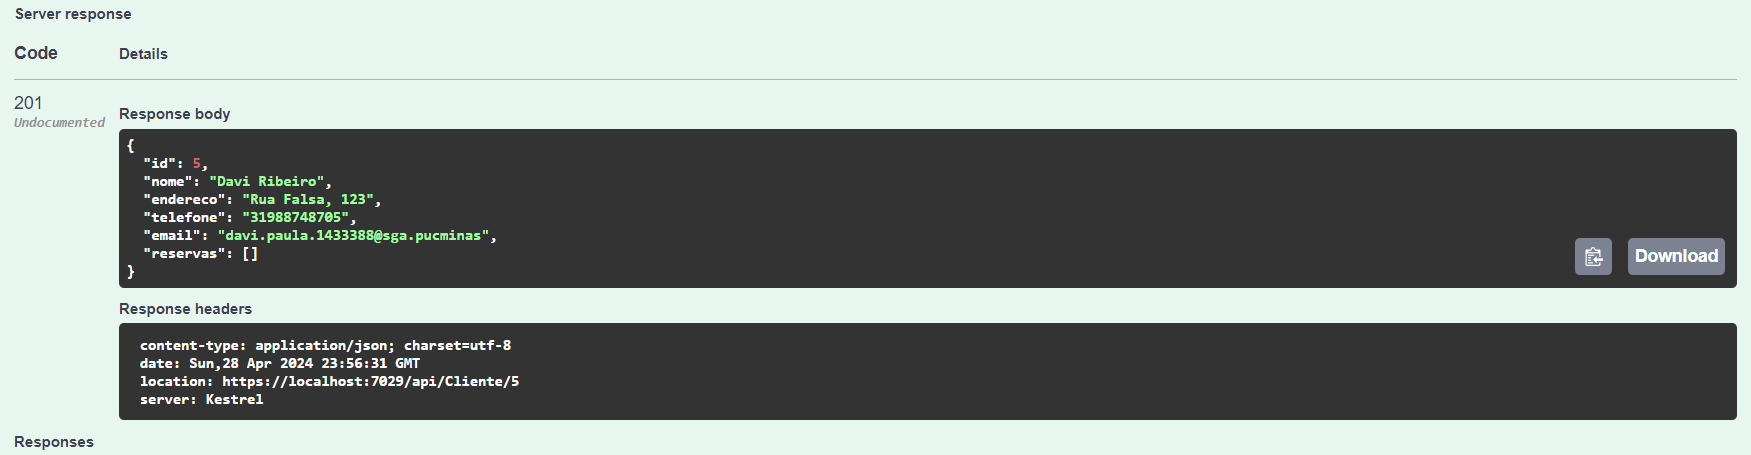 Server response
Code Details
201
Undocumented
Response body
{
  "id": 5,
  "nome": "Davi Ribeiro",
  "endereco": "Rua Falsa, 123",
  "telefone": "31988748705",
  "email": "davi.paula.1433388@sga.pucminas",
  "reservas": []
}
Download
Response headers
content-type: application/json; charset=utf-8
date: Sun,28 Apr 2024 23:56:31 GMT
location: https://localhost:7029/api/Cliente/5
server: Kestrel
Responses